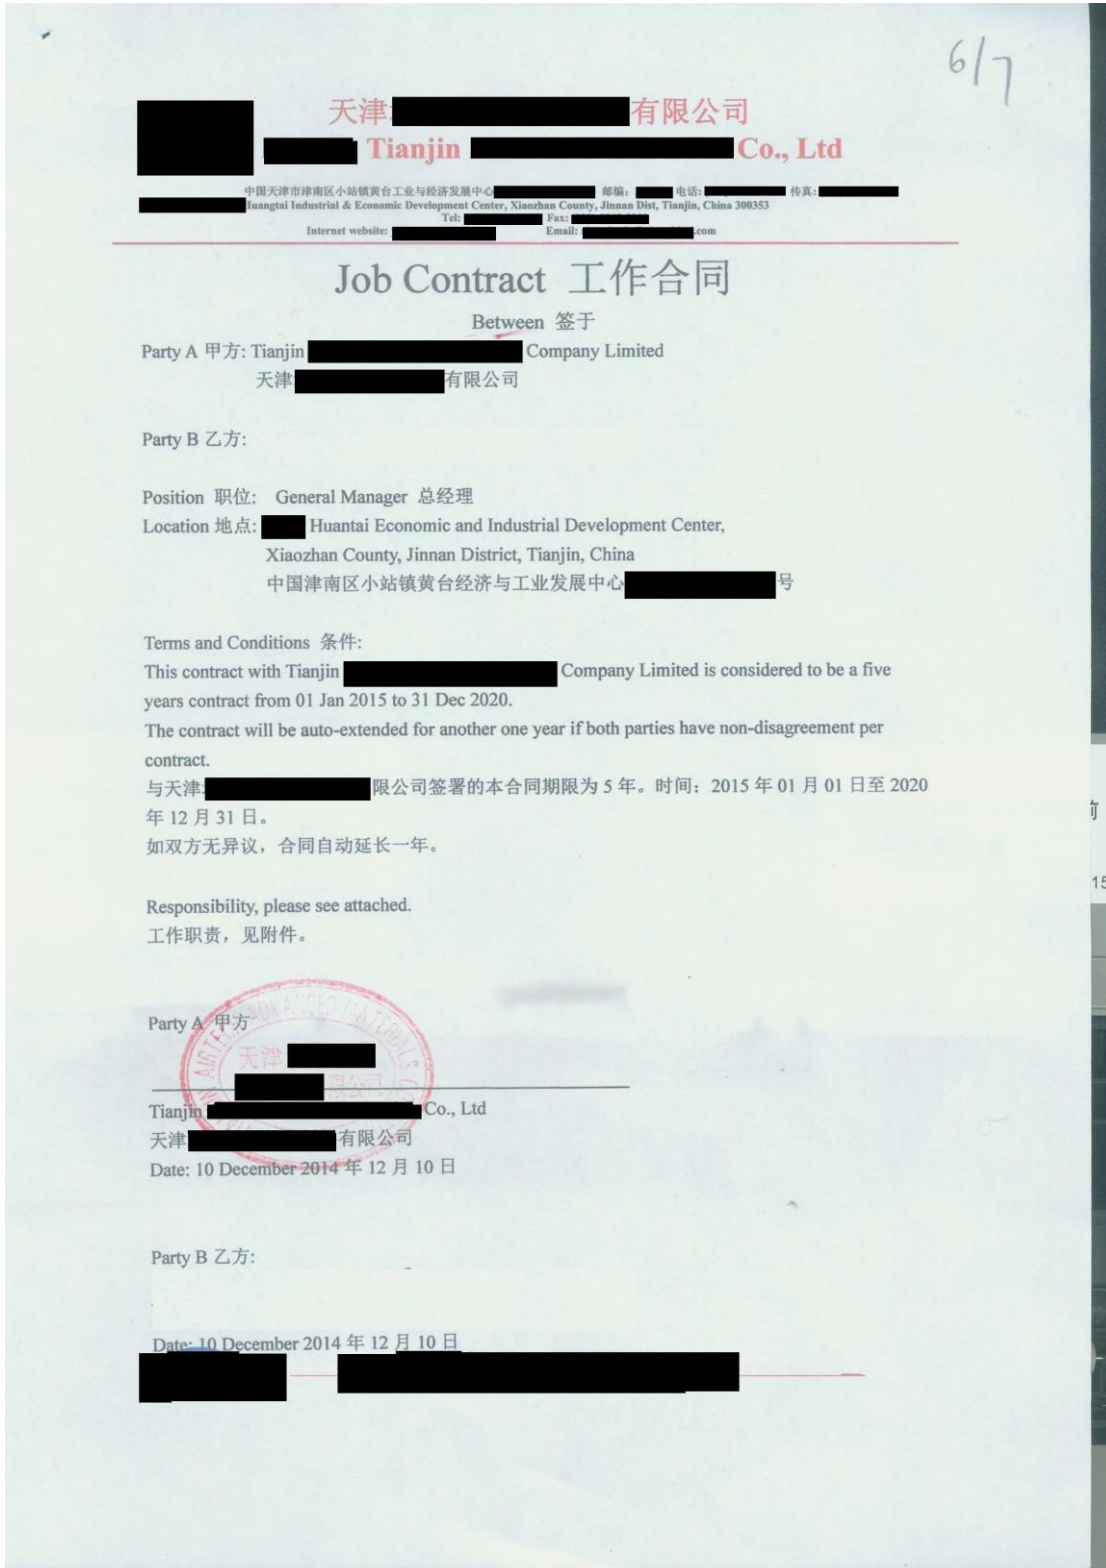 6/7
天津 有限公司
Tianjin Co., Ltd
中国天津市津南区小站镇黄台工业与经济发展中心 邮编： 电话： 传真：
Huangtai Industrial & Economic Development Center, Xiaozhan County, Jinnan Dist, Tianjin, China 300353
Tel: Fax:
Internet website: Email: .com
Job Contract 工作合同
Between 签于
Party A 甲方: Tianjin Company Limited
天津 有限公司
Party B 乙方:
Position 职位: General Manager 总经理
Location 地点: Huantai Economic and Industrial Development Center,
Xiaozhan County, Jinnan District, Tianjin, China
中国津南区小站镇黄台经济与工业发展中心 号
Terms and Conditions 条件:
This contract with Tianjin Company Limited is considered to be a five
years contract from 01 Jan 2015 to 31 Dec 2020.
The contract will be auto-extended for another one year if both parties have non-disagreement per
contract.
与天津 限公司签署的本合同期限为 5 年。时间：2015 年 01 月 01 日至 2020
年 12 月 31 日。
如双方无异议，合同自动延长一年。
Responsibility, please see attached.
工作职责，见附件。
Party A 甲方
AIRTECH ADVANCED MATERIALS
天津
限公司
Tianjin Co., Ltd
天津 有限公司
Date: 10 December 2014 年 12 月 10 日
Party B 乙方:
Date: 10 December 2014 年 12 月 10 日
15